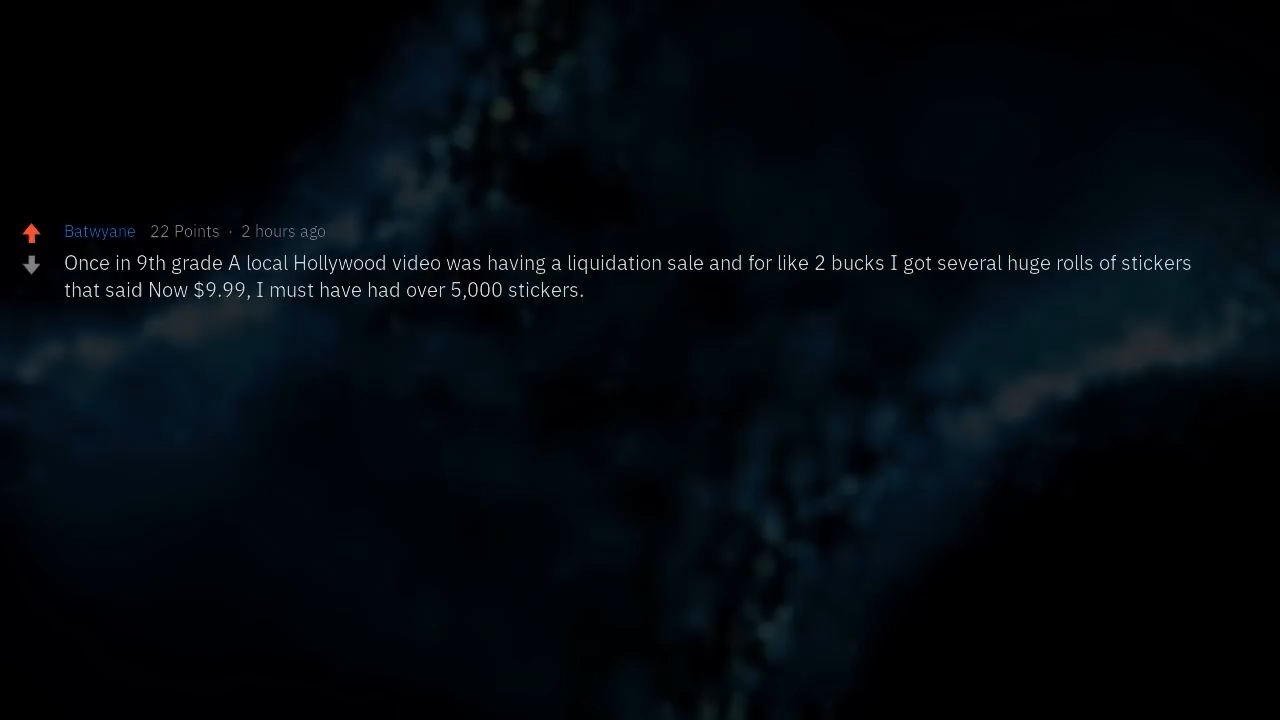 Batwyane 22 Points · 2 hours ago
Once in 9th grade A local Hollywood video was having a liquidation sale and for like 2 bucks I got several huge rolls of stickers
that said Now $9.99, I must have had over 5,000 stickers.